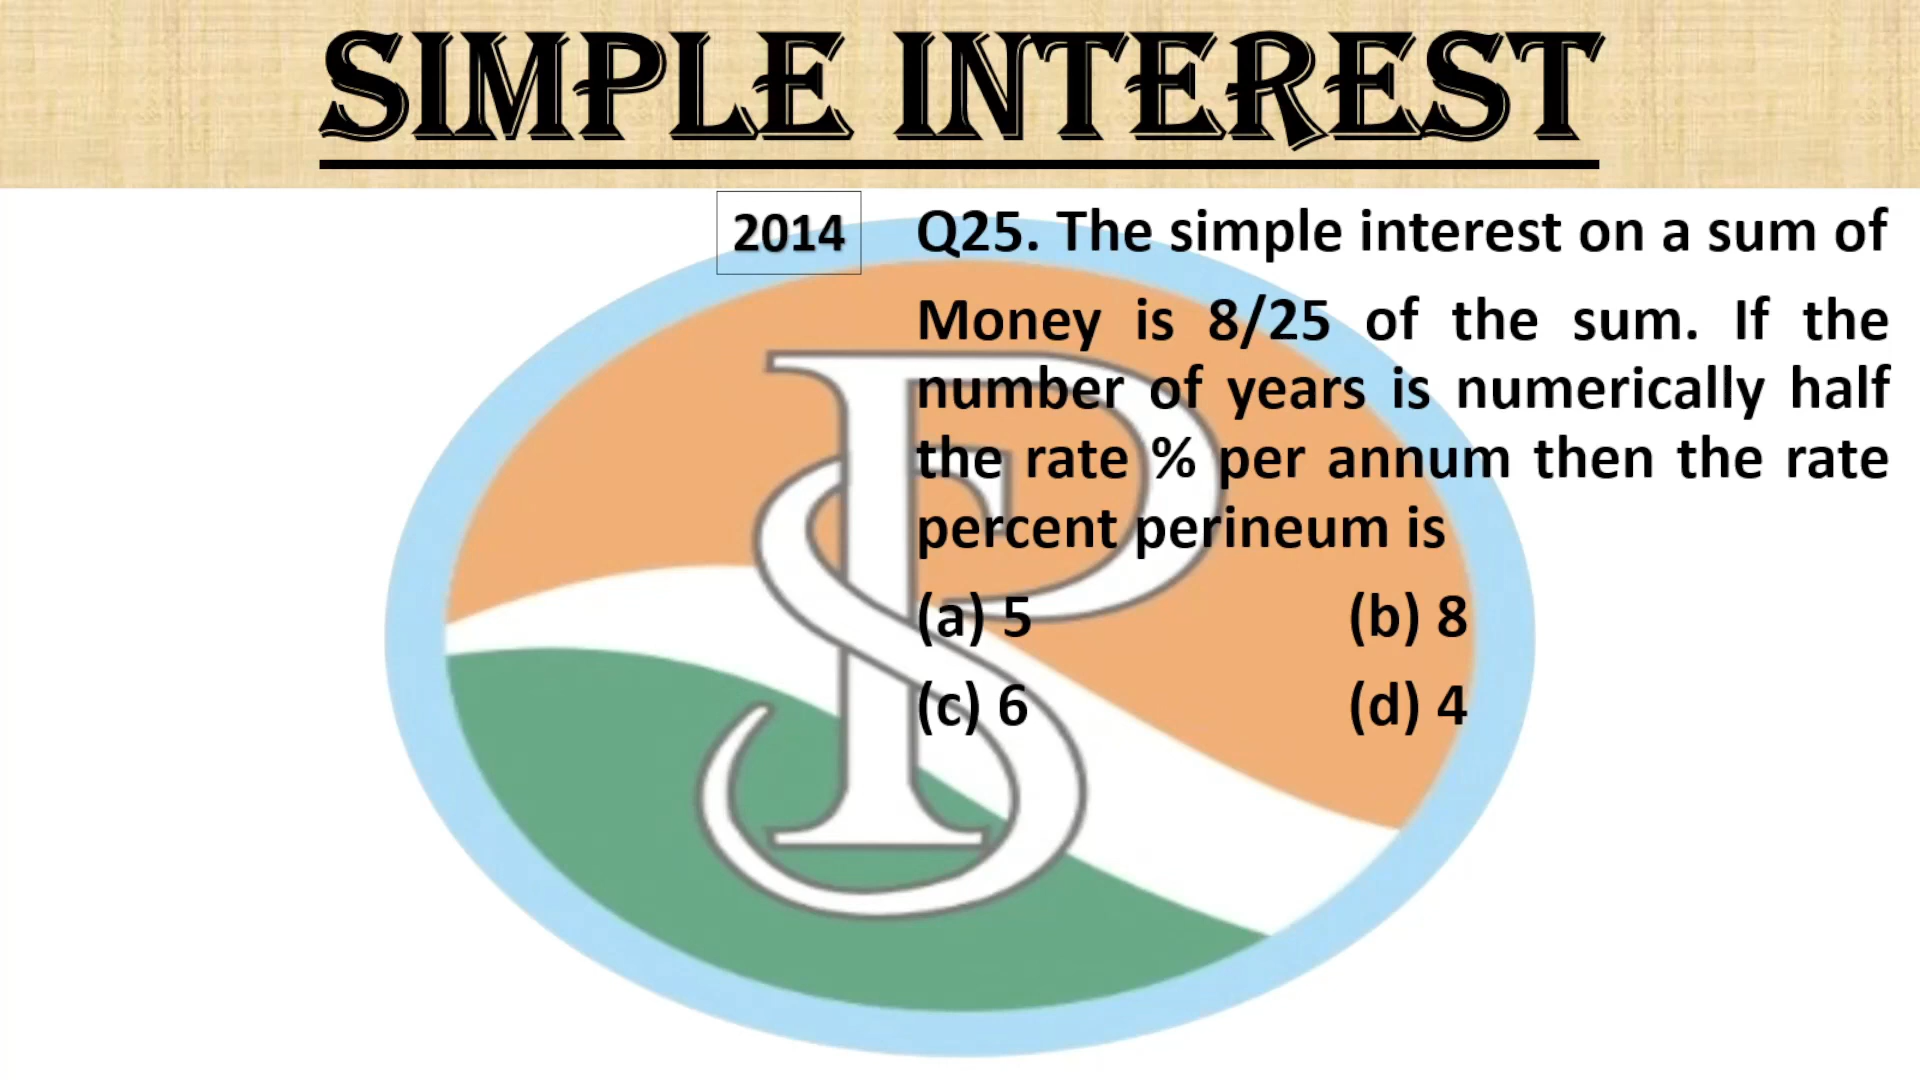 SIMPLE INTEREST
2014 Q25. The simple interest on a sum of
Money is 8/25 of the sum. If the
number of years is numerically half
the rate % per annum then the rate
percent perineum is
(a) 5 (b) 8
(c) 6 (d) 4